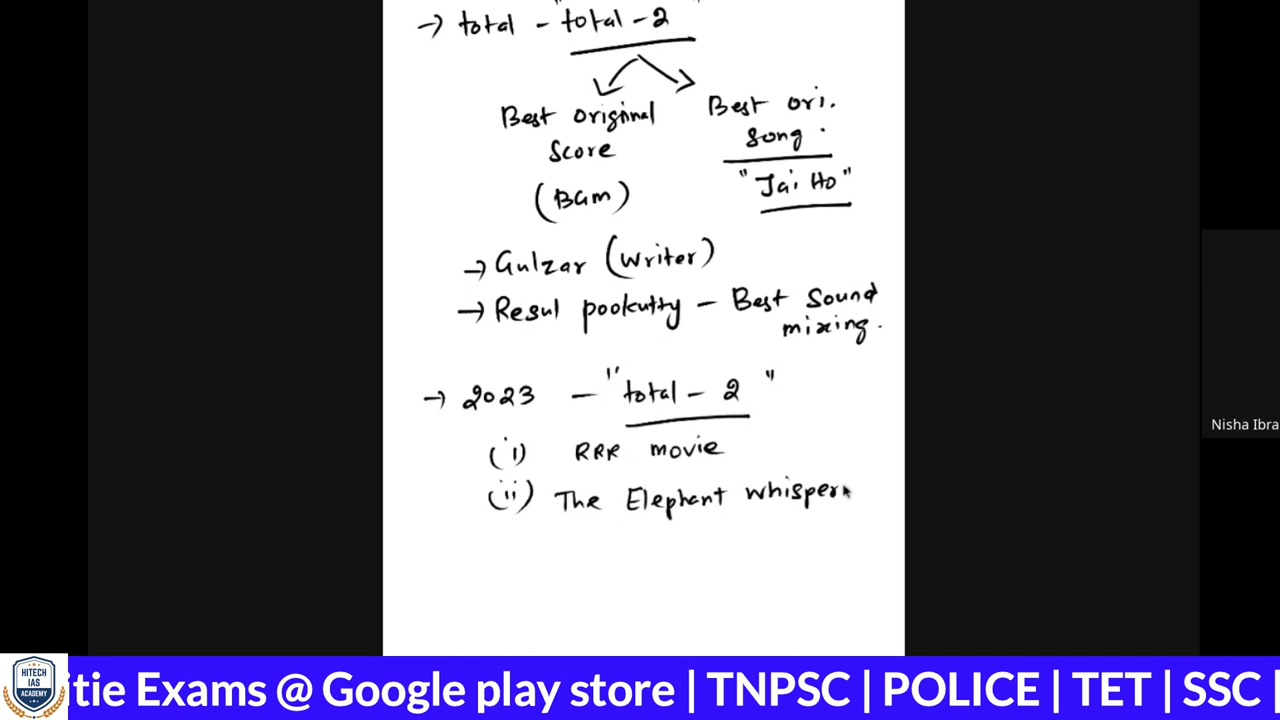 → total - "total - 2 "
Best Original Score
(BGM)
Best ori. song.
"Jai Ho"
→ Gulzar (writer)
→ Resul pookutty - Best Sound
mixing.
→ 2023 - "total - 2 "
(i) RRR movie
(ii) The Elephant whisper
Nisha Ibra
HITECH
IAS
ACADEMY
itie Exams @ Google play store | TNPSC | POLICE | TET | SSC |